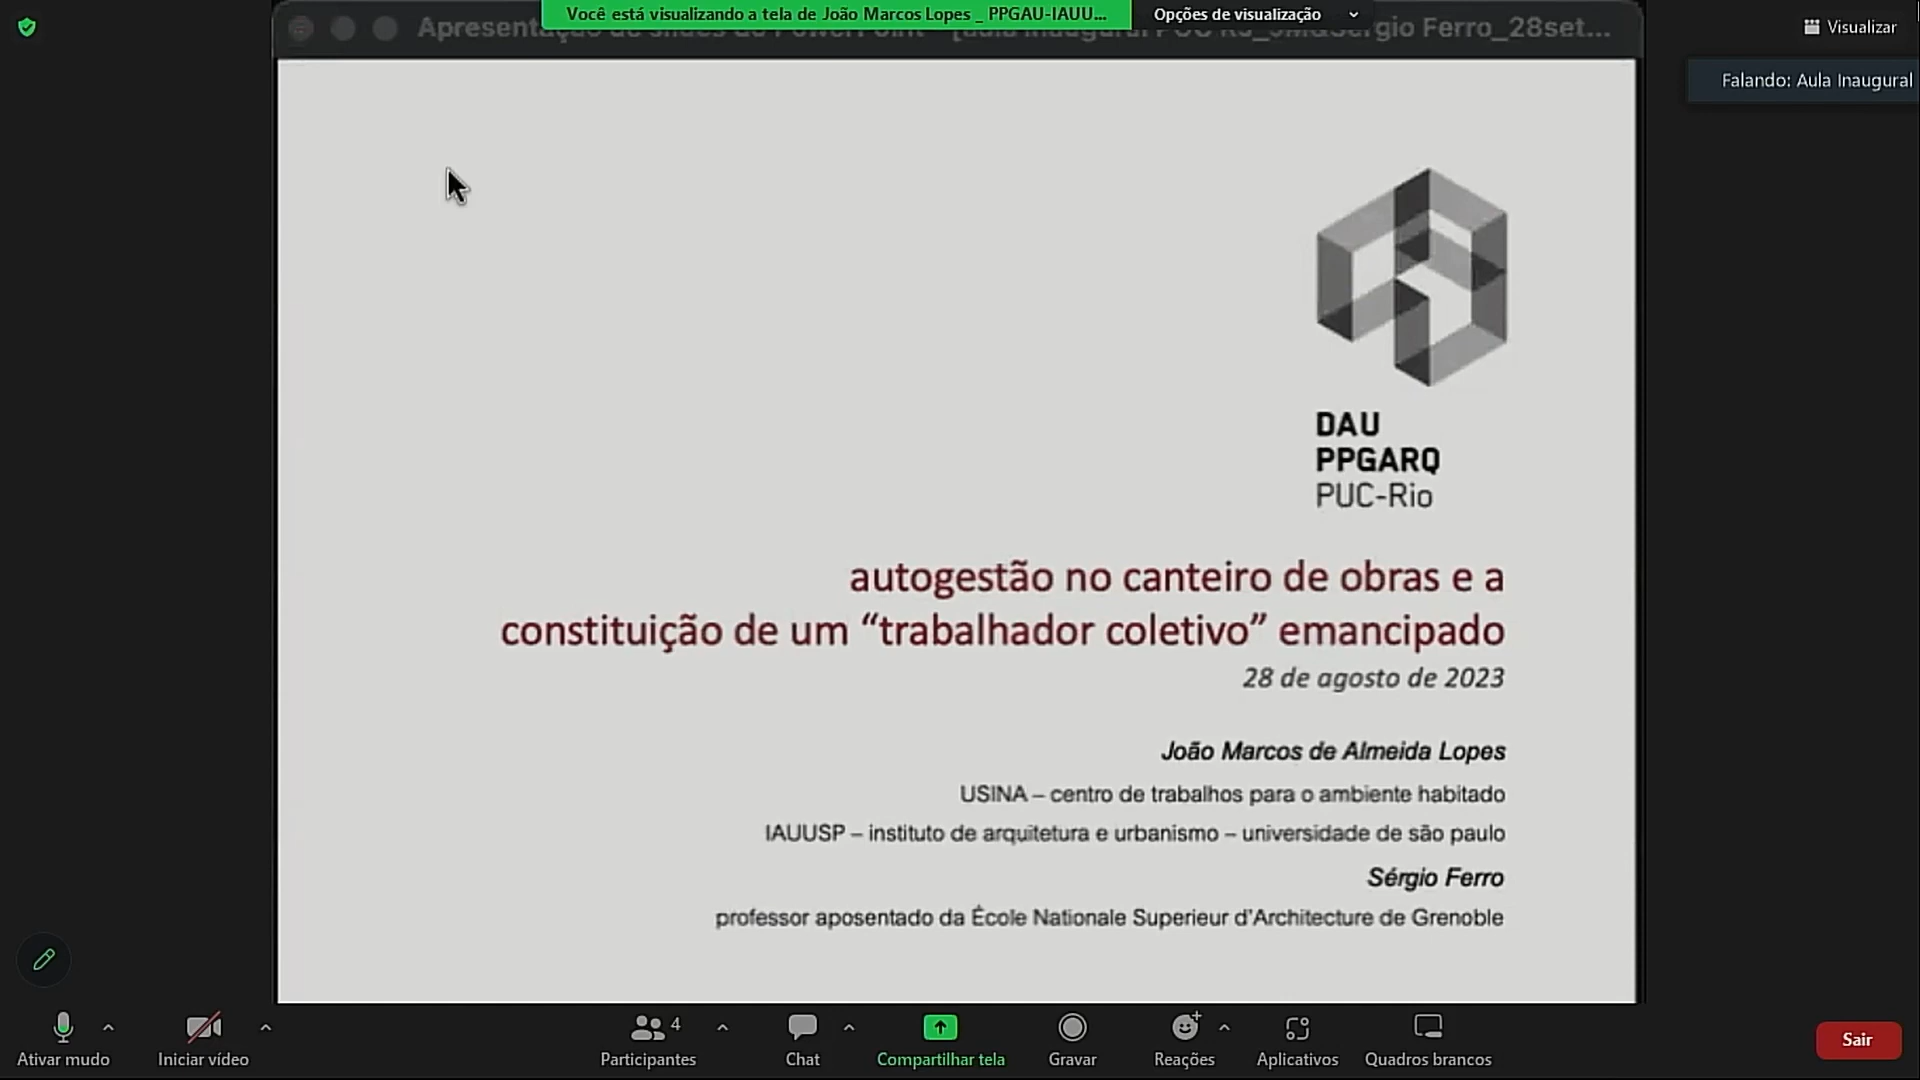 Você está visualizando a tela de João Marcos Lopes _ PPGAU-IAUU...
Opções de visualização
gio Ferro_28set...
Visualizar
Falando: Aula Inaugural
DAU
PPGARQ
PUC-Rio
autogestão no canteiro de obras e a
constituição de um “trabalhador coletivo” emancipado
28 de agosto de 2023
João Marcos de Almeida Lopes
USINA – centro de trabalhos para o ambiente habitado
IAUUSP – instituto de arquitetura e urbanismo – universidade de são paulo
Sérgio Ferro
professor aposentado da École Nationale Superieur d’Architecture de Grenoble
4
Ativar mudo
Iniciar vídeo
Participantes
Chat
Compartilhar tela
Gravar
Reações
Aplicativos
Quadros brancos
Sair